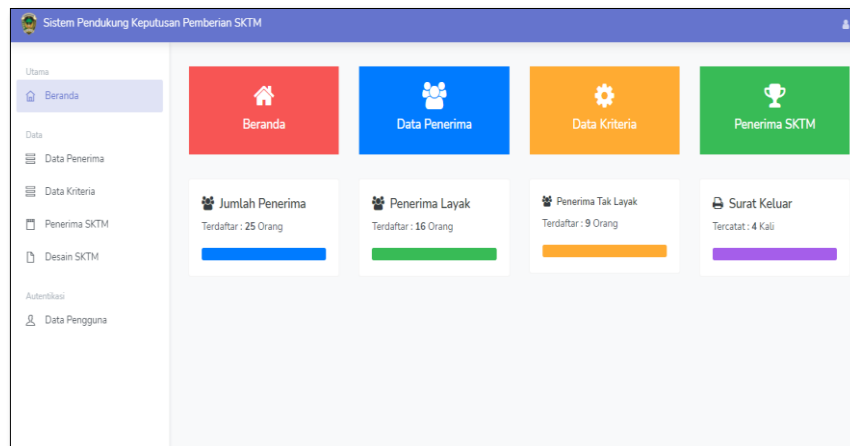 Sistem Pendukung Keputusan Pemberian SKTM
Utama
Beranda
Data
Data Penerima
Data Kriteria
Penerima SKTM
Desain SKTM
Autentikasi
Data Pengguna
Beranda
Data Penerima
Data Kriteria
Penerima SKTM
Jumlah Penerima
Terdaftar : 25 Orang
Penerima Layak
Terdaftar : 16 Orang
Penerima Tak Layak
Terdaftar : 9 Orang
Surat Keluar
Tercatat : 4 Kali